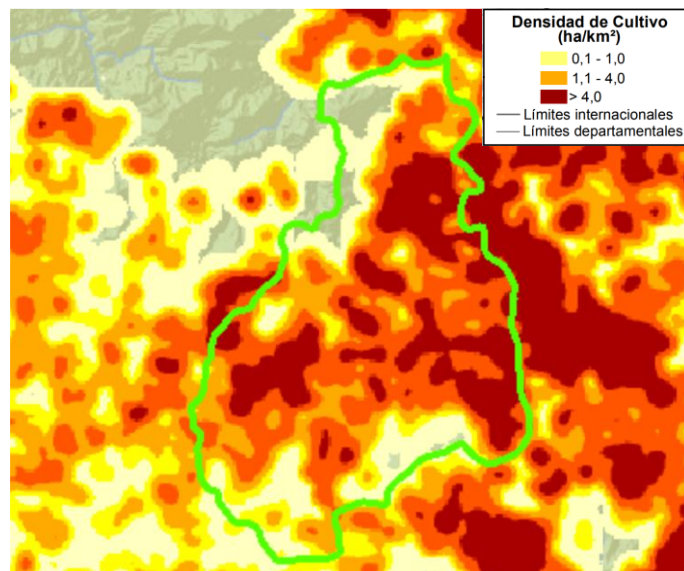 Densidad de Cultivo
(ha/km²)
0,1 - 1,0
1,1 - 4,0
> 4,0
Límites internacionales
Límites departamentales